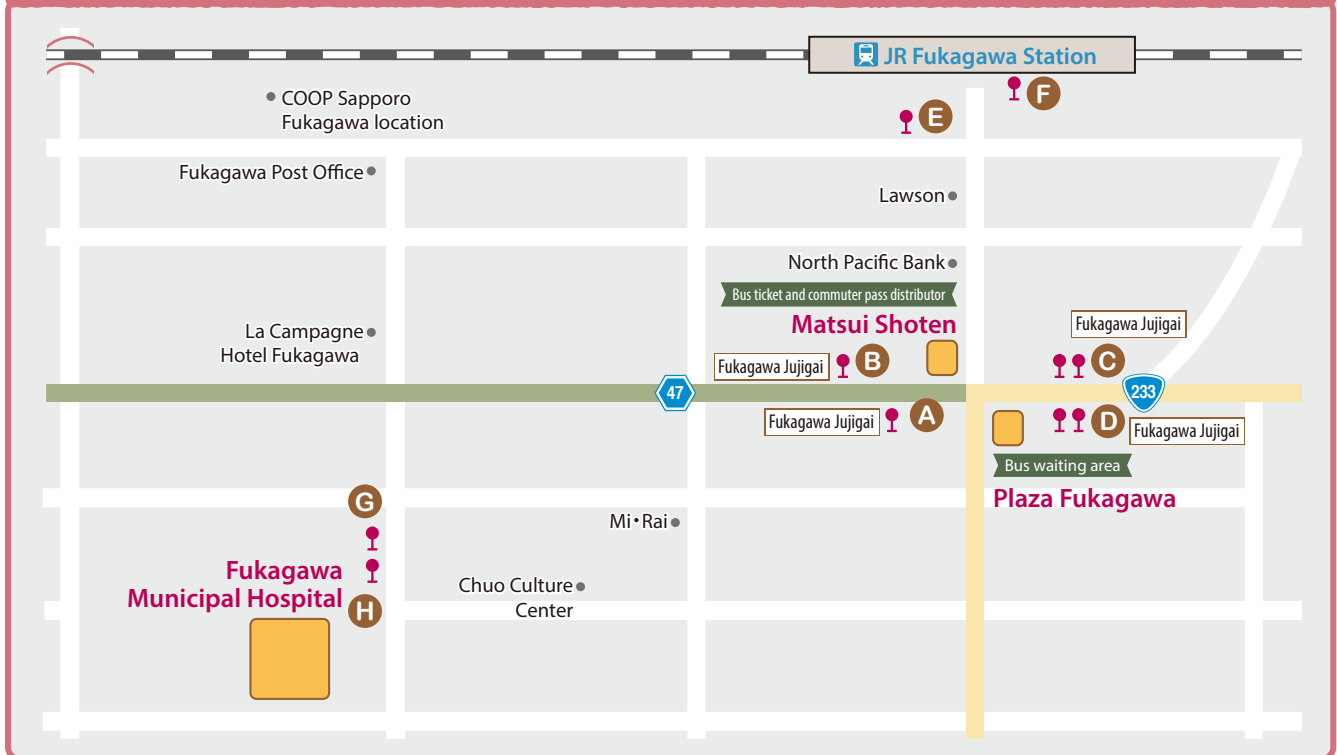 JR Fukagawa Station
F
E
COOP Sapporo
Fukagawa location
Fukagawa Post Office
Lawson
North Pacific Bank
Bus ticket and commuter pass distributor
Matsui Shoten
Fukagawa Jujigai
La Campagne
Hotel Fukagawa
Fukagawa Jujigai
B
C
47
233
Fukagawa Jujigai
A
D
Fukagawa Jujigai
Bus waiting area
Plaza Fukagawa
G
Mi・Rai
Fukagawa
Municipal Hospital
H
Chuo Culture
Center